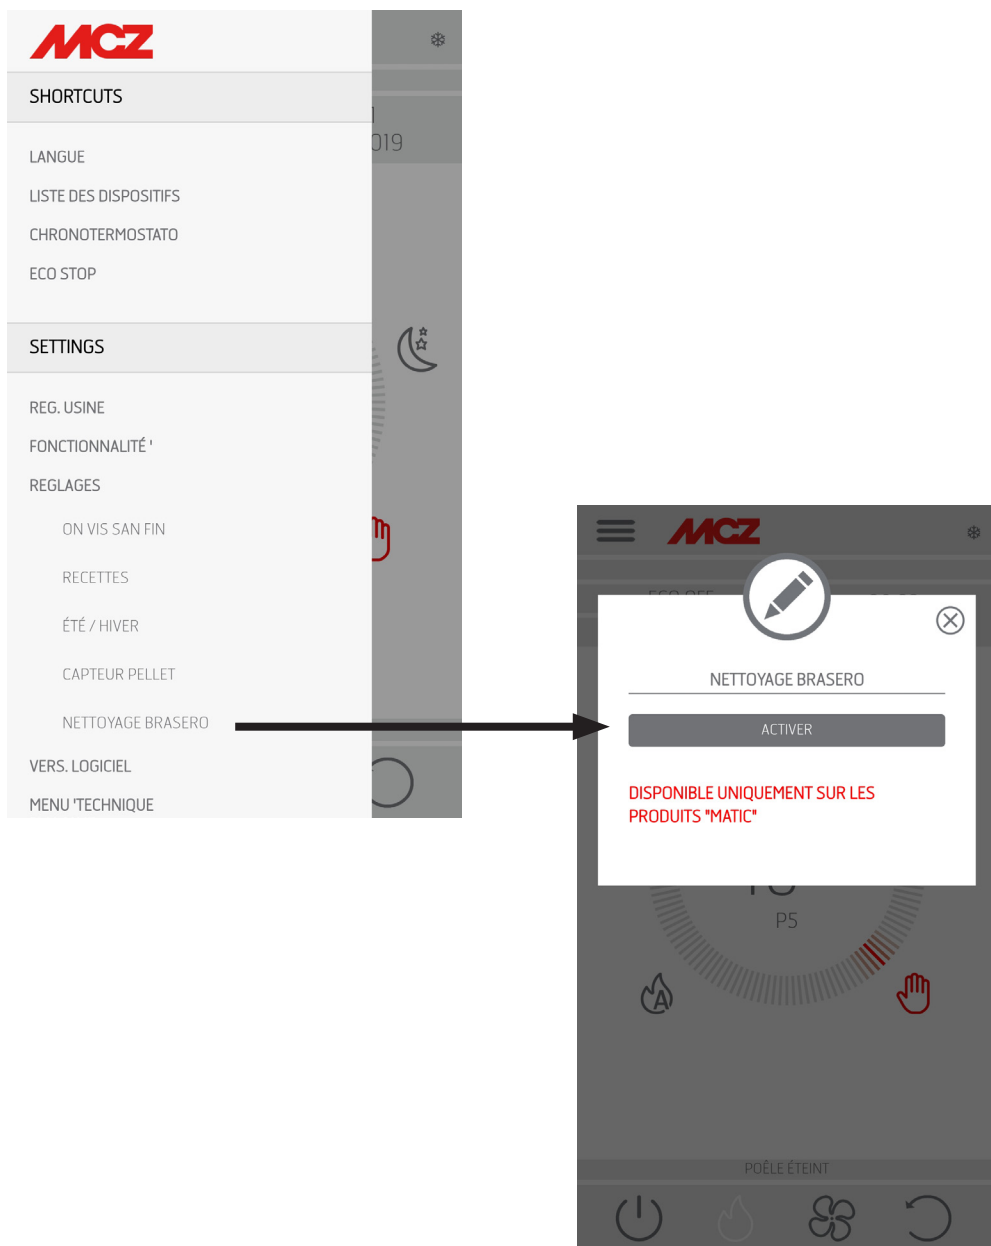 MCZ
SHORTCUTS
019
LANGUE
LISTE DES DISPOSITIFS
CHRONOTERMOSTATO
ECO STOP
SETTINGS
REG. USINE
FONCTIONNALITÉ '
REGLAGES
ON VIS SAN FIN
RECETTES
ÉTÉ / HIVER
CAPTEUR PELLET
NETTOYAGE BRASERO
VERS. LOGICIEL
MENU 'TECHNIQUE
MCZ
NETTOYAGE BRASERO
ACTIVER
DISPONIBLE UNIQUEMENT SUR LES
PRODUITS "MATIC"
P5
A
POÊLE ÉTEINT